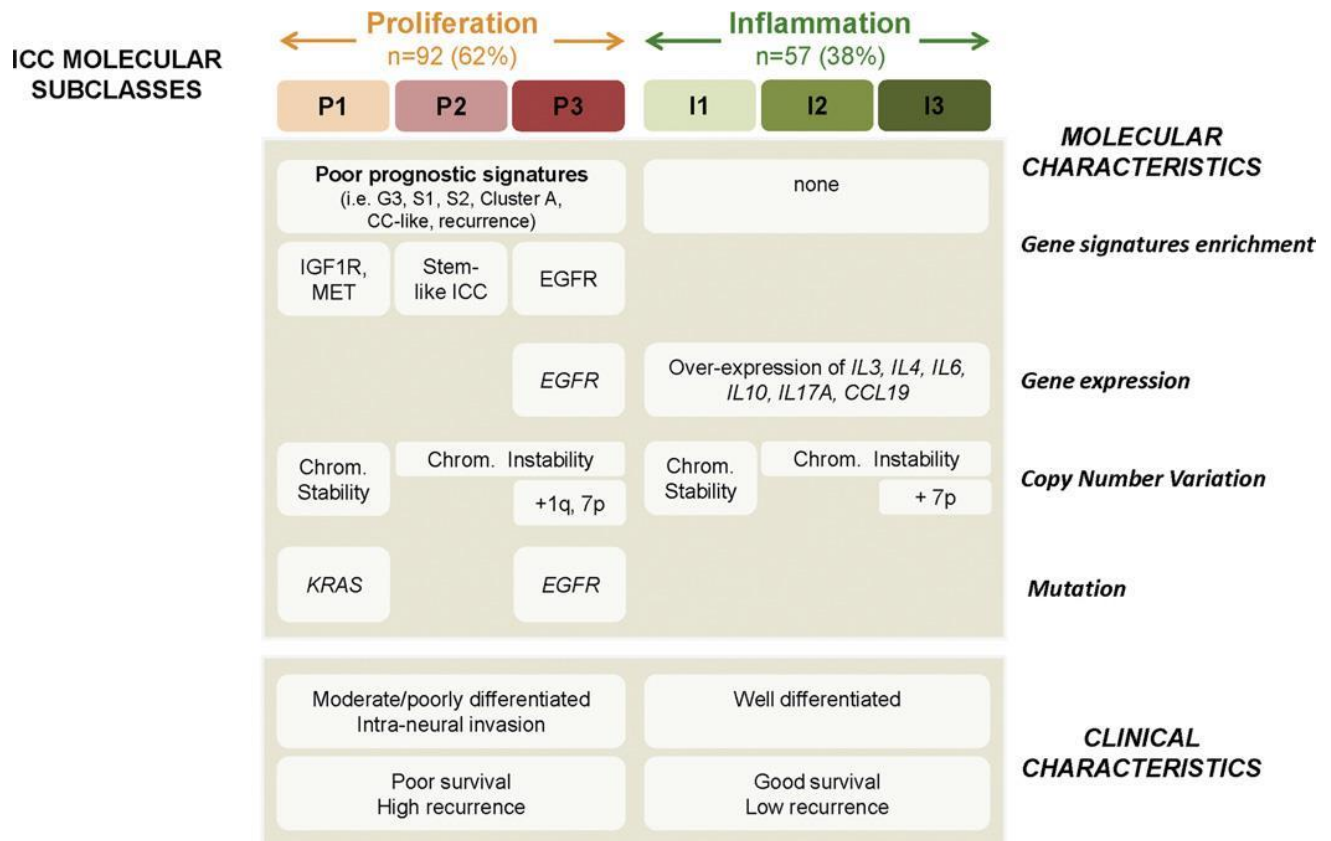 ICC MOLECULAR
SUBCLASSES
Proliferation
n=92 (62%)
Inflammation
n=57 (38%)
P1
P2
P3
I1
I2
I3
MOLECULAR
CHARACTERISTICS
Poor prognostic signatures
(i.e. G3, S1, S2, Cluster A,
CC-like, recurrence)
none
Gene signatures enrichment
IGF1R,
MET
Stem-
like ICC
EGFR
EGFR
Over-expression of IL3, IL4, IL6,
IL10, IL17A, CCL19
Gene expression
Chrom.
Stability
Chrom. Instability
+1q, 7p
Chrom.
Stability
Chrom. Instability
+ 7p
Copy Number Variation
KRAS
EGFR
Mutation
Moderate/poorly differentiated
Intra-neural invasion
Well differentiated
CLINICAL
CHARACTERISTICS
Poor survival
High recurrence
Good survival
Low recurrence